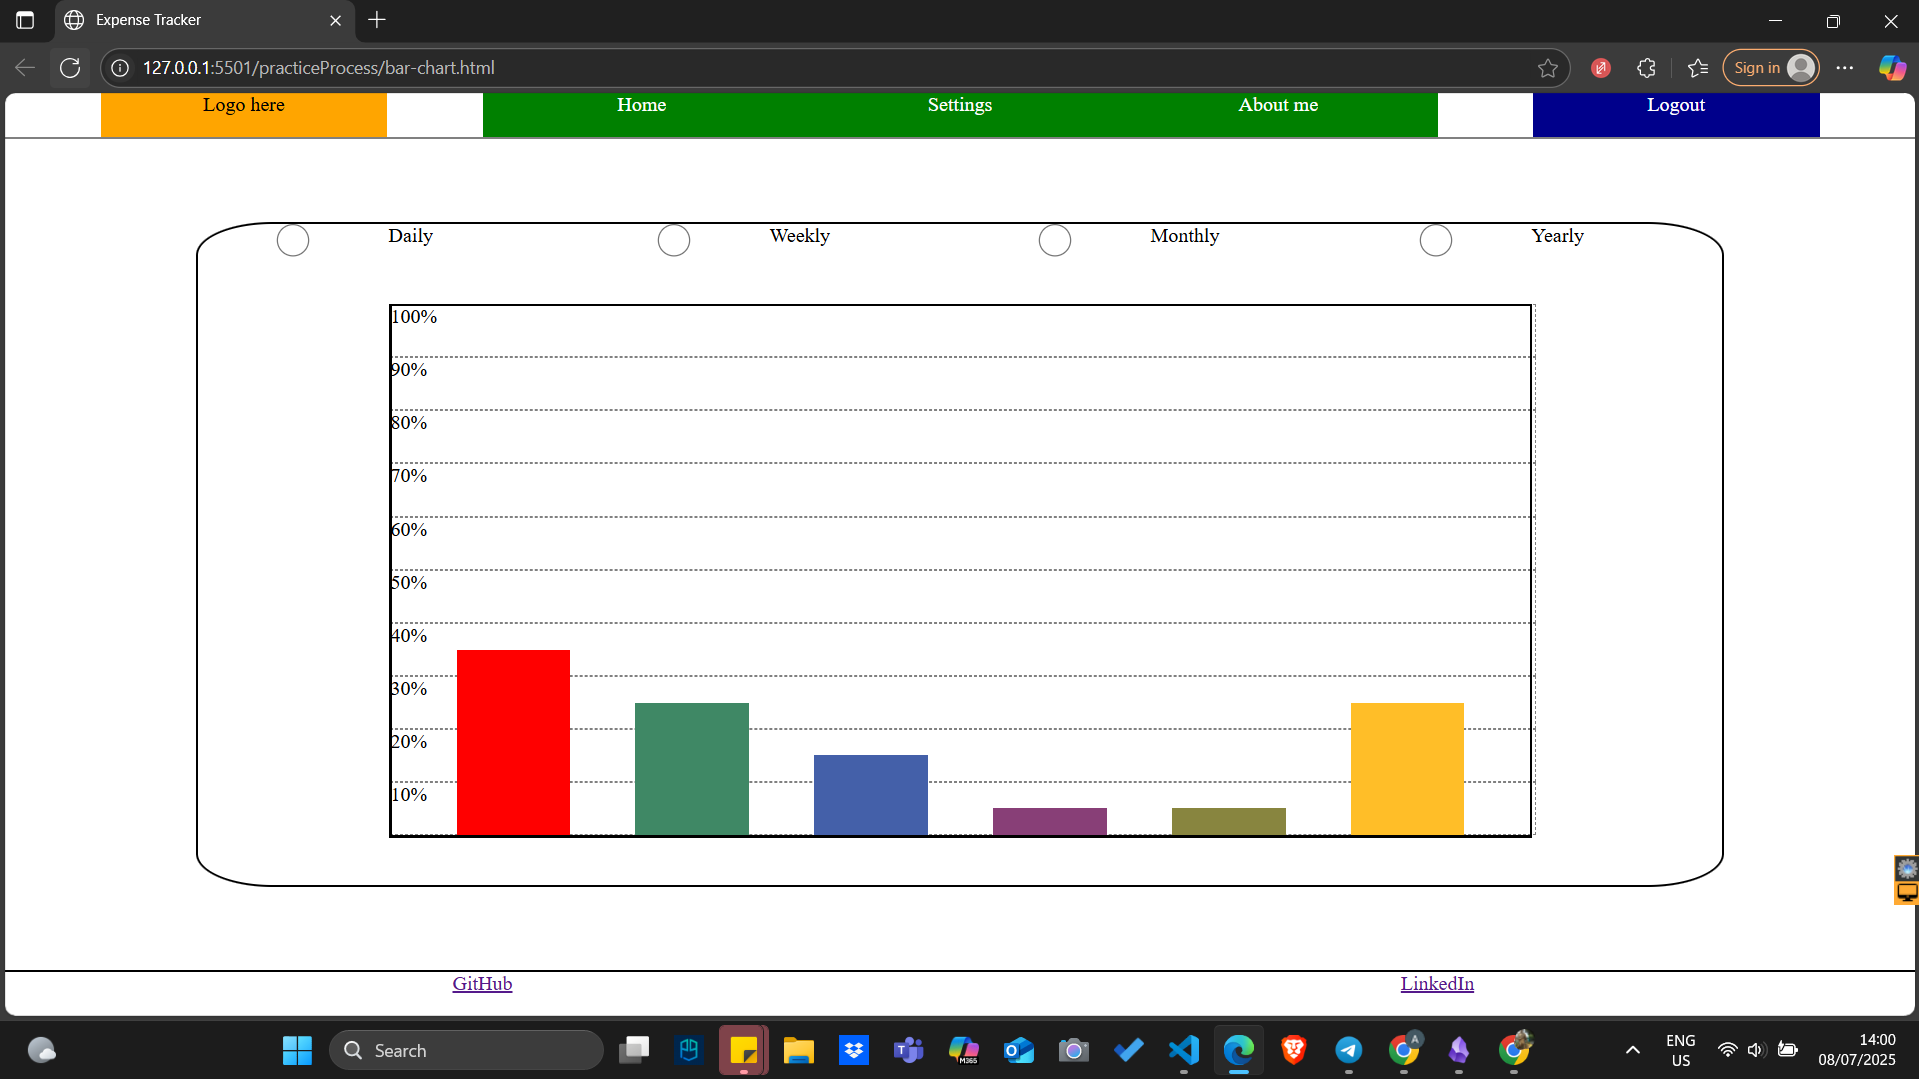 Expense Tracker
127.0.0.1:5501/practiceProcess/bar-chart.html
Sign in
Logo here
Home
Settings
About me
Logout
Daily
Weekly
Monthly
Yearly
100%
90%
80%
70%
60%
50%
40%
30%
20%
10%
GitHub
LinkedIn
Search
M365
A
ENG
US
14:00
08/07/2025